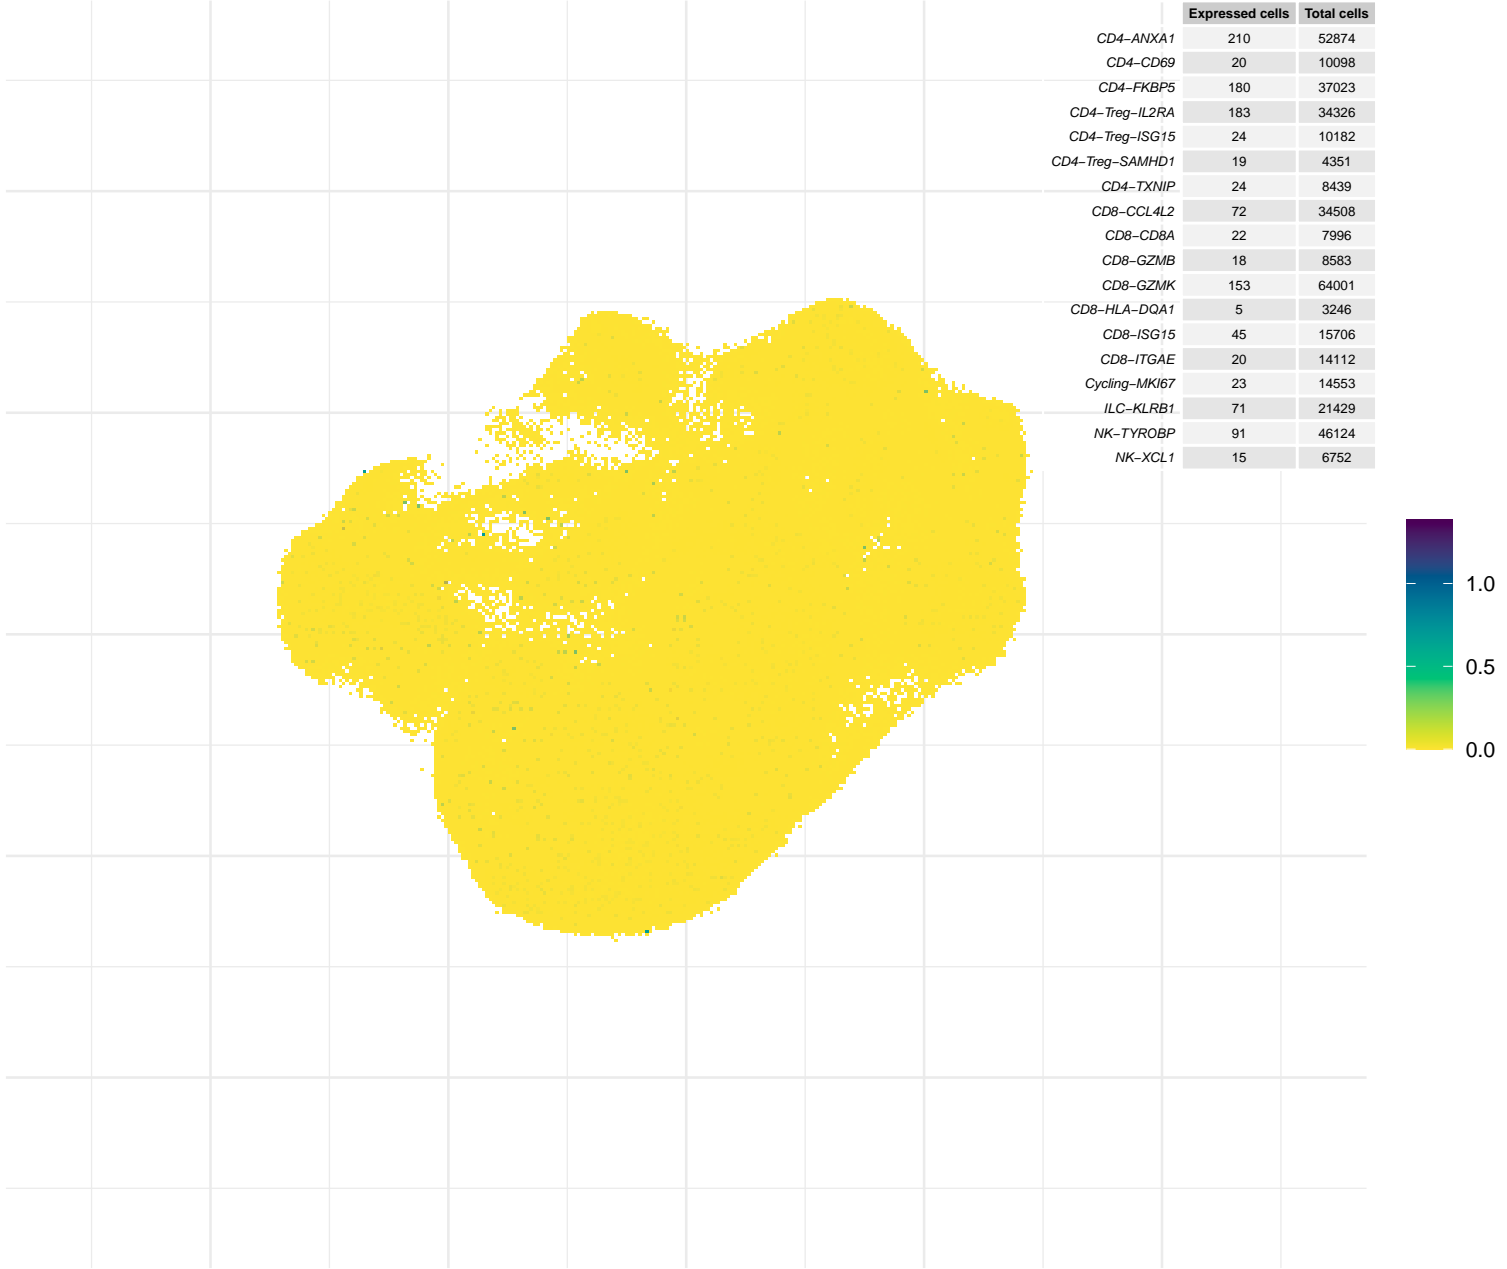 Expressed cells Total cells
CD4−ANXA1 210 52874
CD4−CD69 20 10098
CD4−FKBP5 180 37023
CD4−Treg−IL2RA 183 34326
CD4−Treg−ISG15 24 10182
CD4−Treg−SAMHD1 19 4351
CD4−TXNIP 24 8439
CD8−CCL4L2 72 34508
CD8−CD8A 22 7996
CD8−GZMB 18 8583
CD8−GZMK 153 64001
CD8−HLA−DQA1 5 3246
CD8−ISG15 45 15706
CD8−ITGAE 20 14112
Cycling−MKI67 23 14553
ILC−KLRB1 71 21429
NK−TYROBP 91 46124
NK−XCL1 15 6752
1.0
0.5
0.0